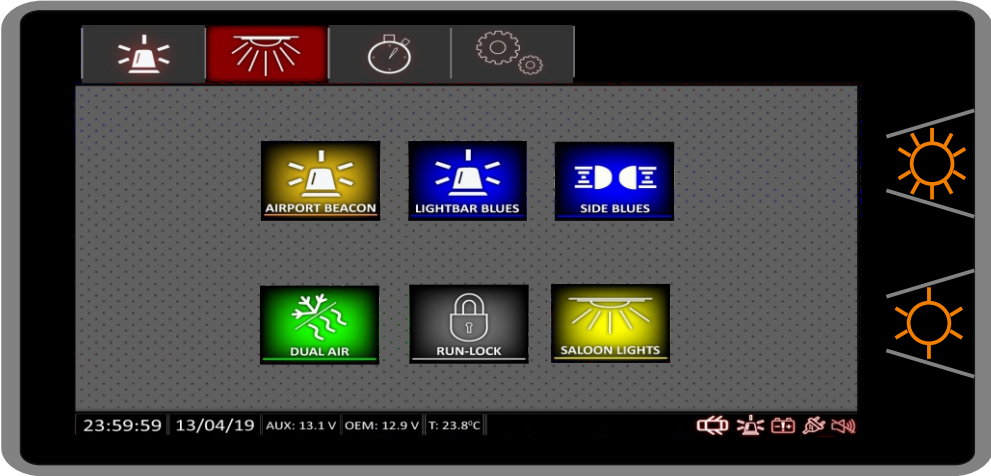 AIRPORT BEACON
LIGHTBAR BLUES
SIDE BLUES
DUAL AIR
RUN-LOCK
SALOON LIGHTS
23:59:59 13/04/19 AUX: 13.1 V OEM: 12.9 V T: 23.8⁰C